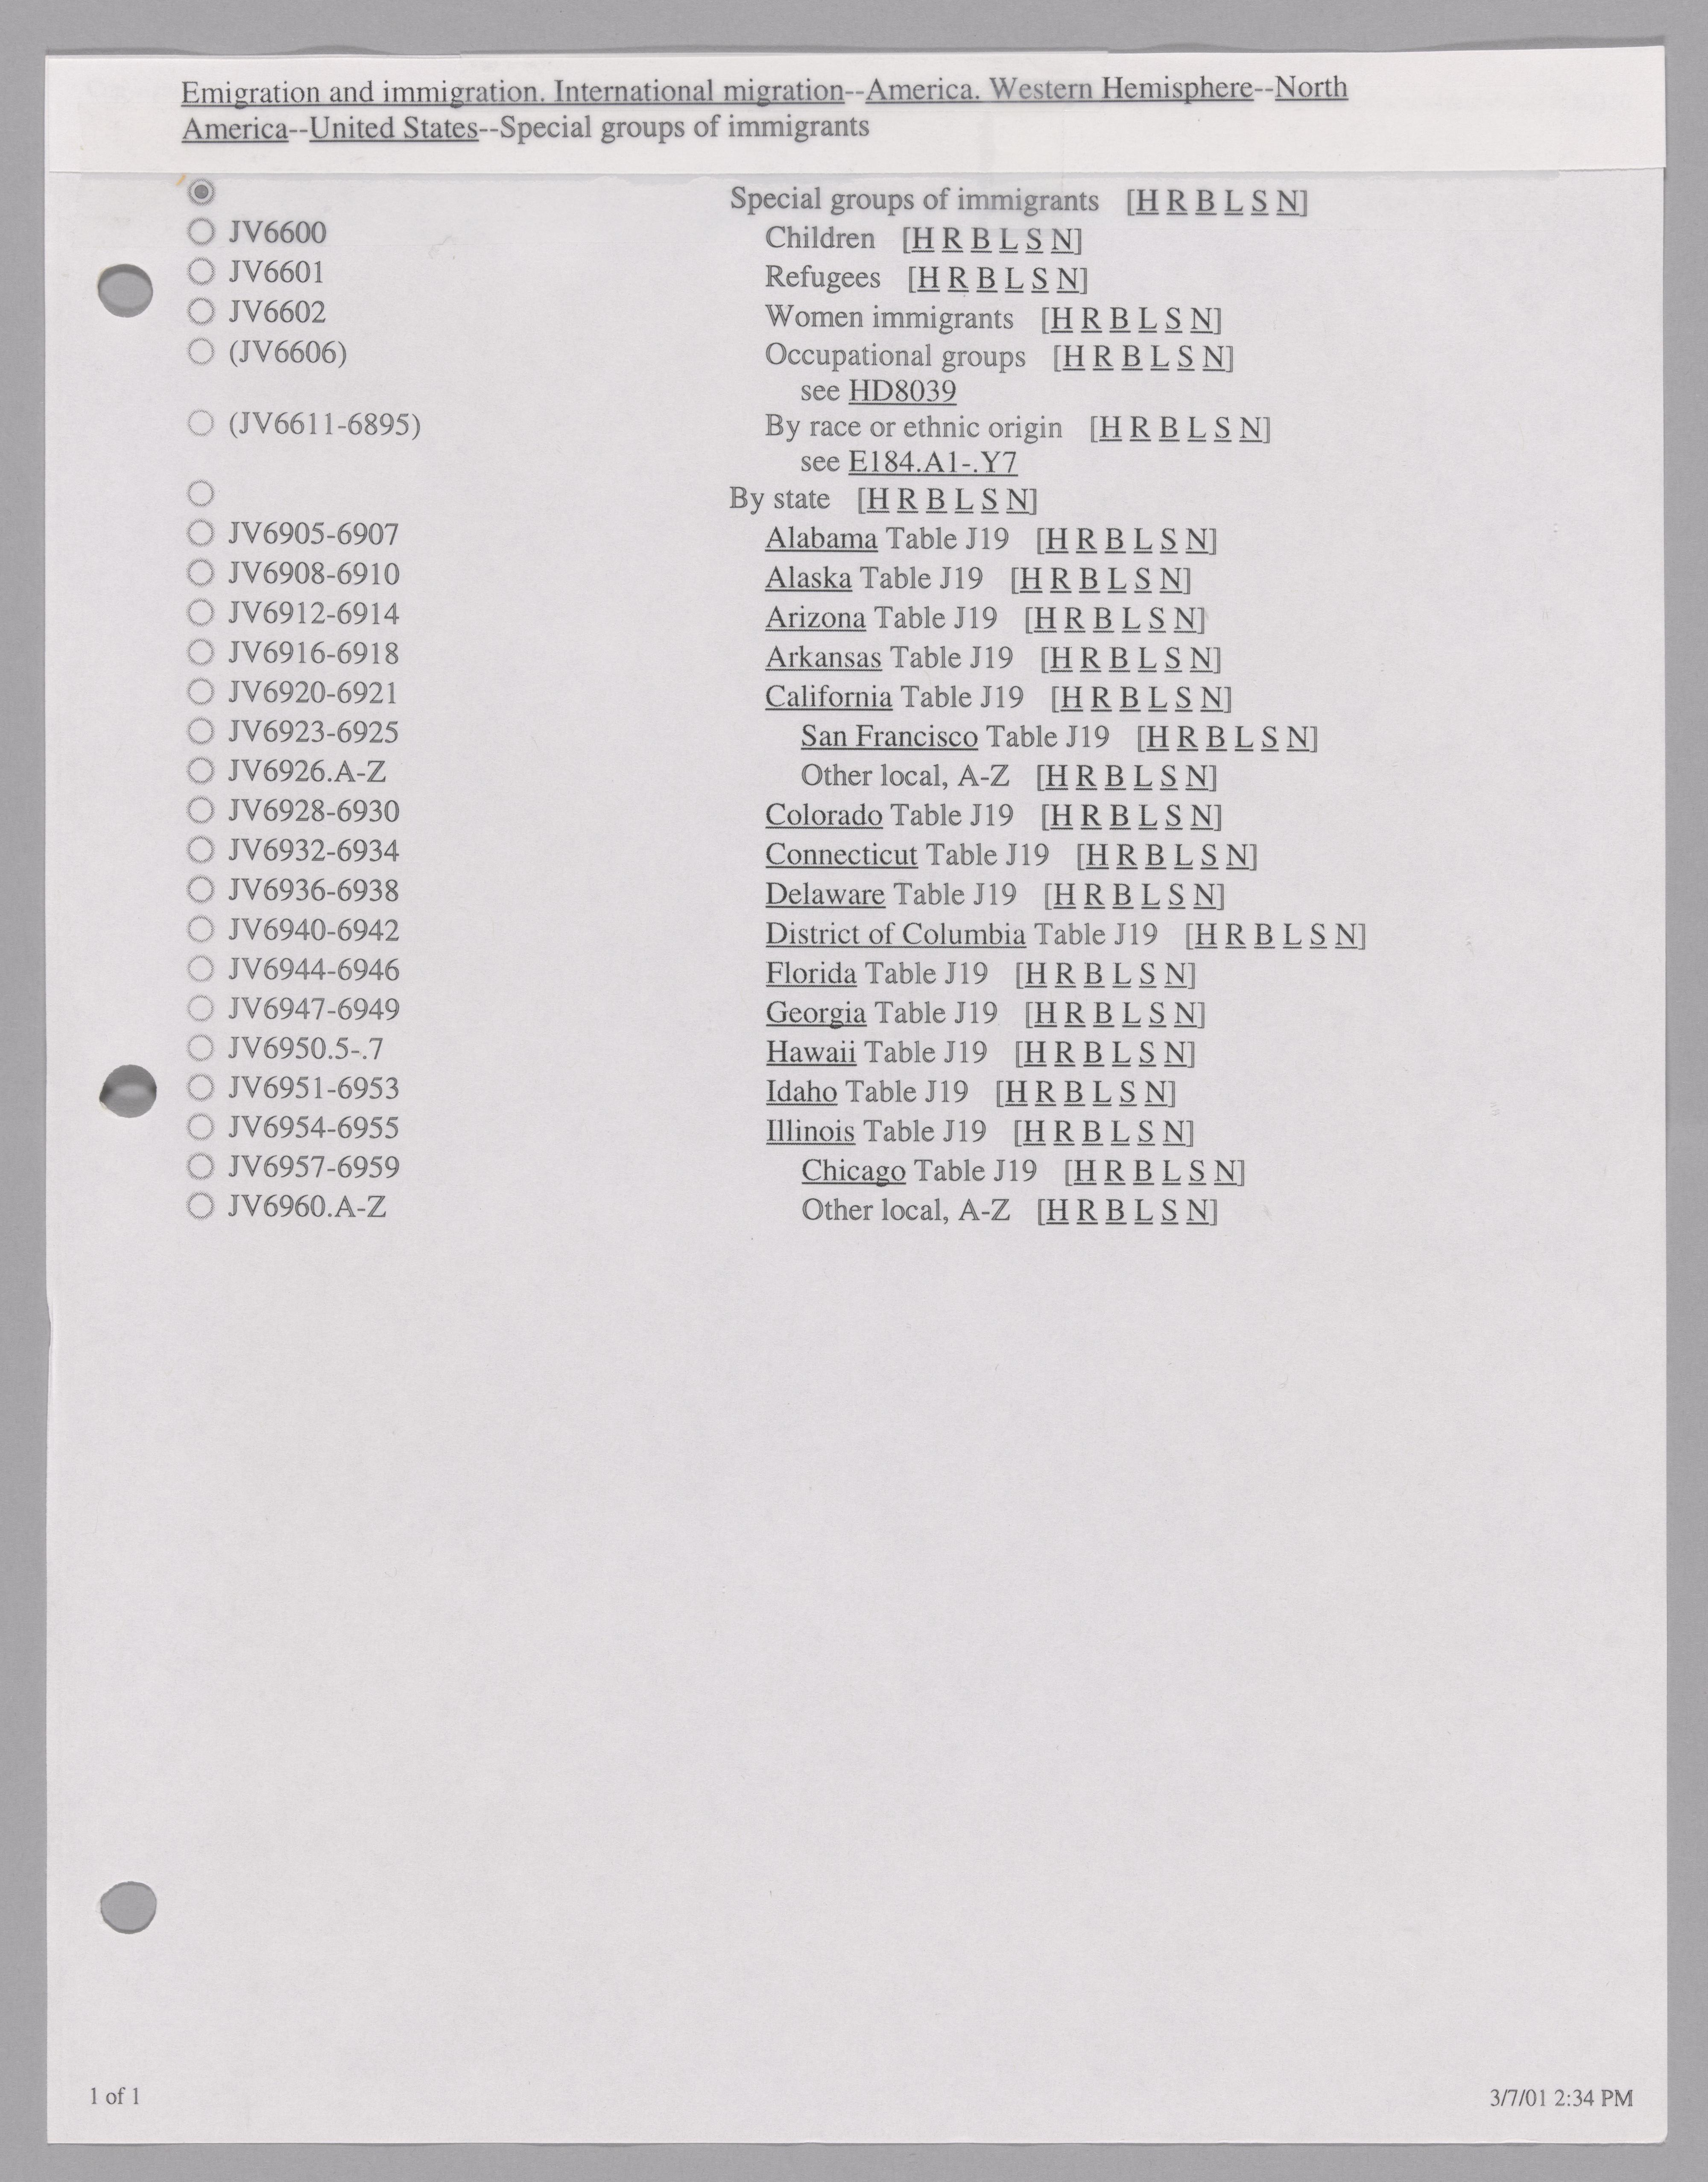 Emigration and immigration. International migration--America. Western Hemisphere--North
America--United States--Special groups of immigrants
Special groups of immigrants [H R B L S N]
JV6600 Children [H R B L S N]
JV6601 Refugees [H R B L S N]
JV6602 Women immigrants [H R B L S N]
(JV6606) Occupational groups [H R B L S N]
see HD8039
(JV6611-6895) By race or ethnic origin [H R B L S N]
see E184.A1-.Y7
By state [H R B L S N]
JV6905-6907 Alabama Table J19 [H R B L S N]
JV6908-6910 Alaska Table J19 [H R B L S N]
JV6912-6914 Arizona Table J19 [H R B L S N]
JV6916-6918 Arkansas Table J19 [H R B L S N]
JV6920-6921 California Table J19 [H R B L S N]
JV6923-6925 San Francisco Table J19 [H R B L S N]
JV6926.A-Z Other local, A-Z [H R B L S N]
JV6928-6930 Colorado Table J19 [H R B L S N]
JV6932-6934 Connecticut Table J19 [H R B L S N]
JV6936-6938 Delaware Table J19 [H R B L S N]
JV6940-6942 District of Columbia Table J19 [H R B L S N]
JV6944-6946 Florida Table J19 [H R B L S N]
JV6947-6949 Georgia Table J19 [H R B L S N]
JV6950.5-.7 Hawaii Table J19 [H R B L S N]
JV6951-6953 Idaho Table J19 [H R B L S N]
JV6954-6955 Illinois Table J19 [H R B L S N]
JV6957-6959 Chicago Table J19 [H R B L S N]
JV6960.A-Z Other local, A-Z [H R B L S N]
1 of 1 3/7/01 2:34 PM